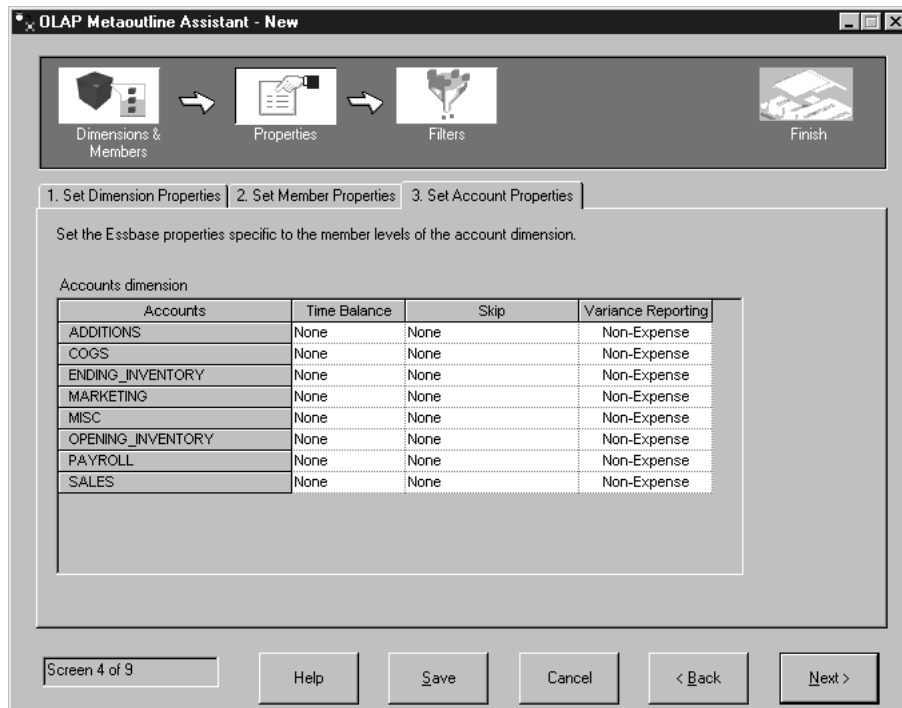 OLAP Metaoutline Assistant - New
Dimensions & Members
Properties
Filters
Finish
1. Set Dimension Properties
2. Set Member Properties
3. Set Account Properties
Set the Essbase properties specific to the member levels of the account dimension.
Accounts dimension
Accounts Time Balance Skip Variance Reporting
ADDITIONS None None Non-Expense
COGS None None Non-Expense
ENDING_INVENTORY None None Non-Expense
MARKETING None None Non-Expense
MISC None None Non-Expense
OPENING_INVENTORY None None Non-Expense
PAYROLL None None Non-Expense
SALES None None Non-Expense
Screen 4 of 9
Help
Save
Cancel
< Back
Next >